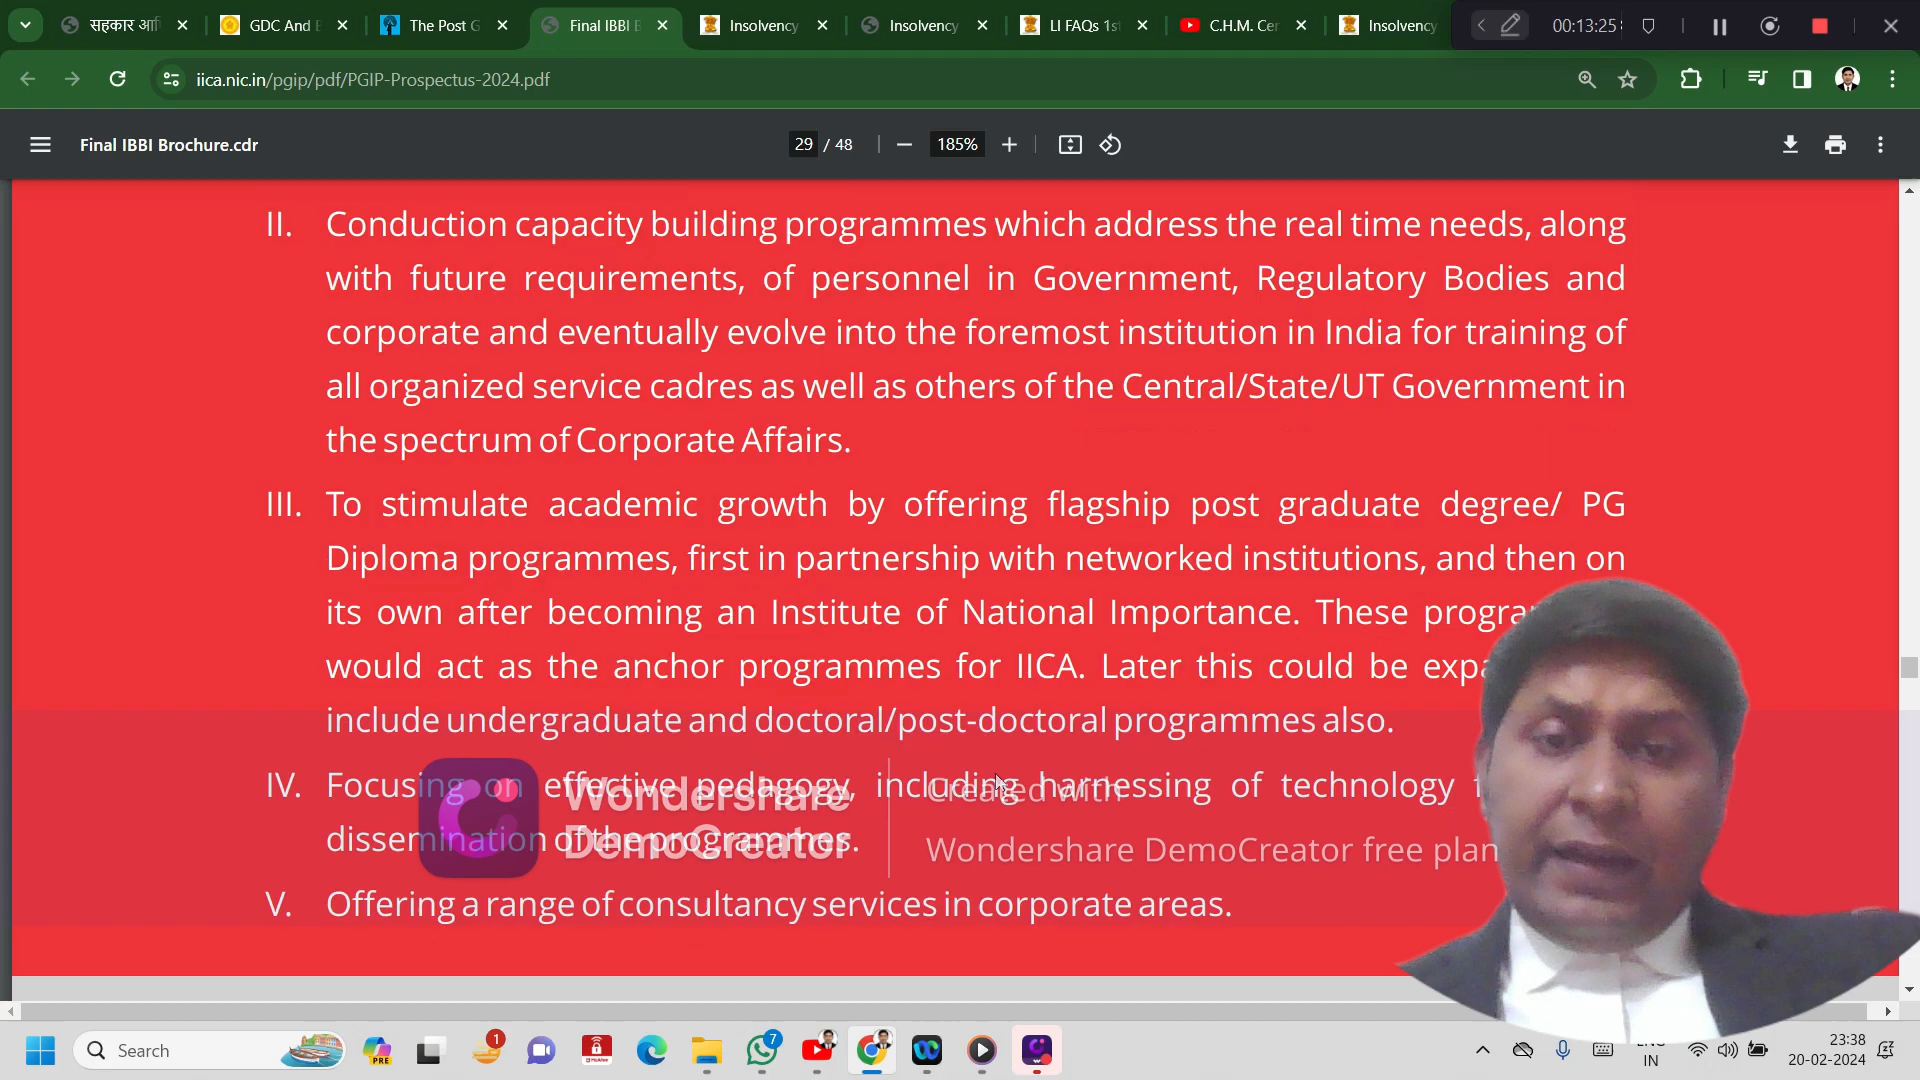 सहकार आ
GDC And
The Post G
Final IBBI B
Insolvency
Insolvency
LI FAQs 1s
C.H.M. Cer
Insolvency
00:13:25
iica.nic.in/pgip/pdf/PGIP-Prospectus-2024.pdf
Final IBBI Brochure.cdr
29 / 48
185%
II. Conduction capacity building programmes which address the real time needs, along
with future requirements, of personnel in Government, Regulatory Bodies and
corporate and eventually evolve into the foremost institution in India for training of
all organized service cadres as well as others of the Central/State/UT Government in
the spectrum of Corporate Affairs.
III. To stimulate academic growth by offering flagship post graduate degree/ PG
Diploma programmes, first in partnership with networked institutions, and then on
its own after becoming an Institute of National Importance. These progra
would act as the anchor programmes for IICA. Later this could be expa
include undergraduate and doctoral/post-doctoral programmes also.
IV. Focusing on effective pedagogy, including harnessing of technology
dissemination of the programmes.
Wondershare
DemoCreator
Created with
Wondershare DemoCreator free plan
V. Offering a range of consultancy services in corporate areas.
Search
PRE
1
McAfee
7
ENG
IN
23:38
20-02-2024